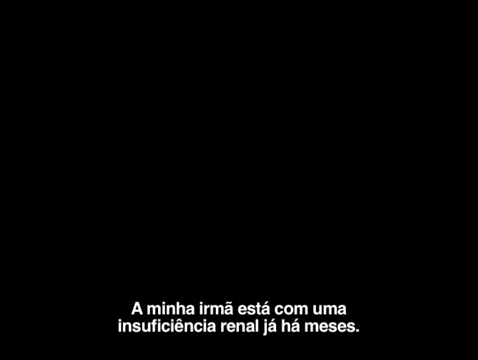 A minha irmã está com uma
insuficiência renal já há meses.